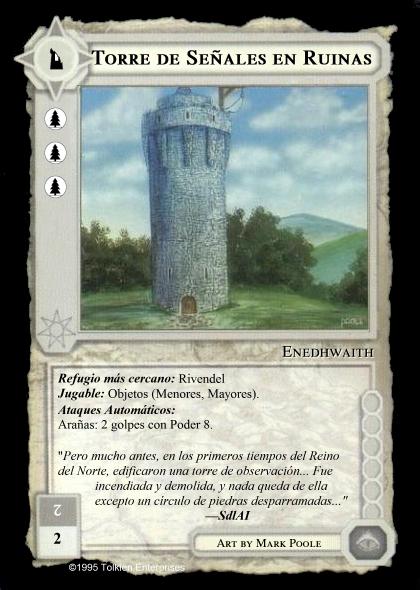 Torre de Señales en Ruinas
POOLE
Enedhwaith
Refugio más cercano: Rivendel
Jugable: Objetos (Menores, Mayores).
Ataques Automáticos:
Arañas: 2 golpes con Poder 8.
"Pero mucho antes, en los primeros tiempos del Reino
del Norte, edificaron una torre de observación... Fue
incendiada y demolida, y nada queda de ella
excepto un circulo de piedras desparramadas..."
—SdlAI
2
2
Art by Mark Poole
©1995 Tolkien Enterprises